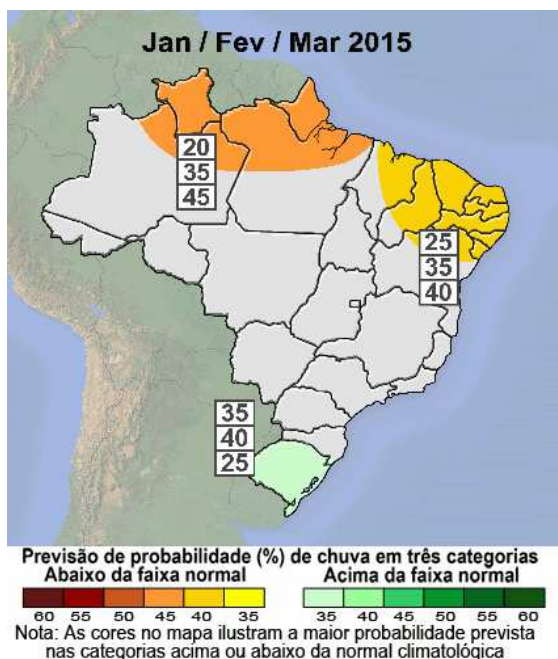 Jan / Fev / Mar 2015
20
35
45
25
35
40
35
40
25
Previsão de probabilidade (%) de chuva em três categorias
Abaixo da faixa normal Acima da faixa normal
60 55 50 45 40 35 35 40 45 50 55 60
Nota: As cores no mapa ilustram a maior probabilidade prevista
nas categorias acima ou abaixo da normal climatológica